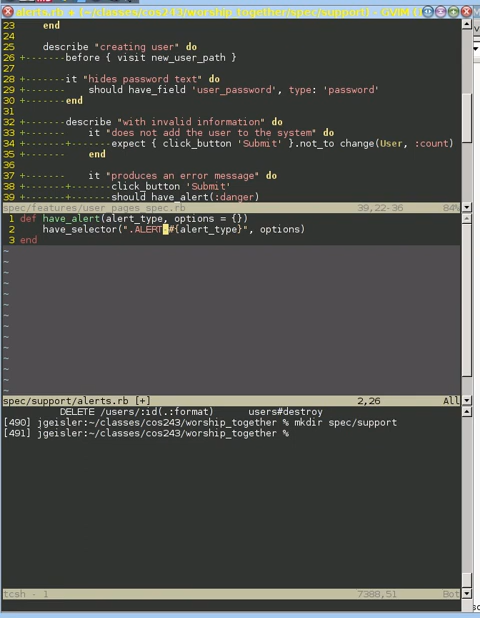 alerts.rb + (~/classes/cos243/worship_together/spec/support) - GVIM
23     end
24
25     describe "creating user" do
26 +-------before { visit new_user_path }
27
28 +-------it "hides password text" do
29             should have_field 'user_password', type: 'password'
30 +-------end
31
32 +-------describe "with invalid information" do
33 +-------    it "does not add the user to the system" do
34 +-------+-------expect { click_button 'Submit' }.not_to change(User, :count)
35 +-------    end
36
37 +-------    it "produces an error message" do
38 +-------+-------click_button 'Submit'
39 +-------+-------should have_alert(:danger)
spec/features/user_pages_spec.rb 39,22-36 84%
1 def have_alert(alert_type, options = {})
2     have_selector(".ALERT-#{alert_type}", options)
3 end
~
~
~
~
~
~
~
~
~
~
~
~
~
spec/support/alerts.rb [+] 2,26 All
DELETE /users/:id(.:format) users#destroy
[490] jgeisler:~/classes/cos243/worship_together % mkdir spec/support
[491] jgeisler:~/classes/cos243/worship_together %
tcsh - 1 7388,51 Bot